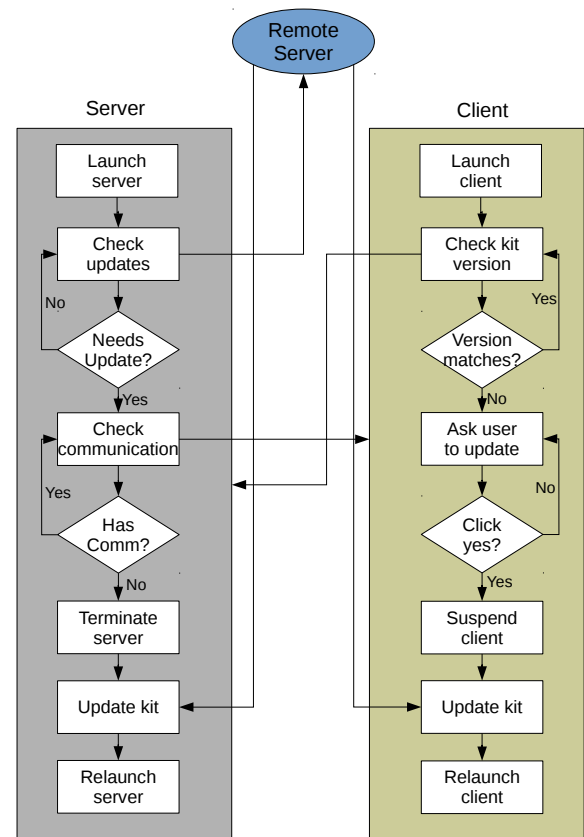 Remote
Server
Server
Launch
server
Check
updates
No
Needs
Update?
Yes
Check
communication
Yes
Has
Comm?
No
Terminate
server
Update kit
Relaunch
server
Client
Launch
client
Check kit
version
Yes
Version
matches?
No
Ask user
to update
No
Click
yes?
Yes
Suspend
client
Update kit
Relaunch
client